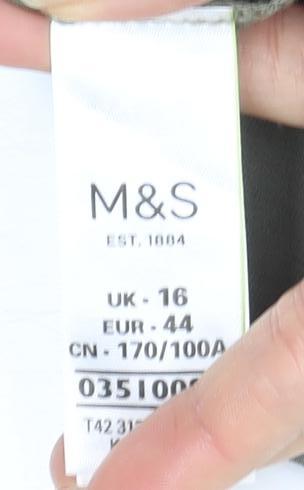 M&S
EST. 1884
UK - 16
EUR - 44
CN - 170/100A